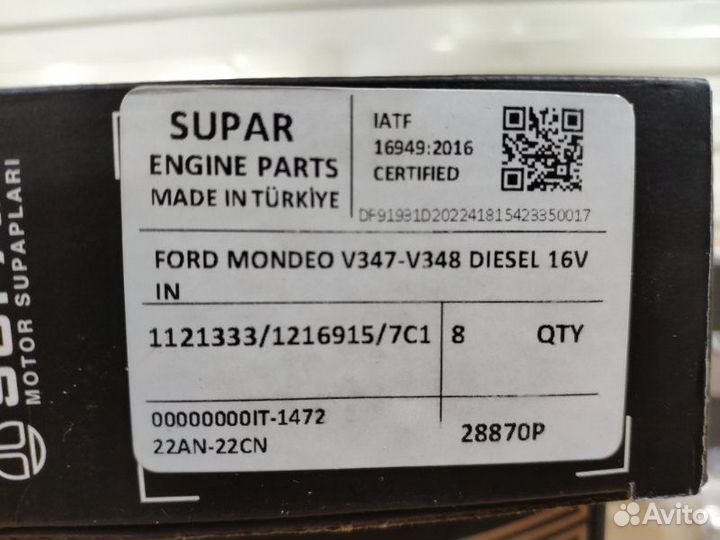 SUPAR
ENGINE PARTS
MADE IN TÜRKİYE
IATF
16949:2016
CERTIFIED
DF91931D202241815423350017
FORD MONDEO V347-V348 DIESEL 16V
IN
1121333/1216915/7C1
8 QTY
00000000IT-1472
22AN-22CN
28870P
MOTOR SUPAPLARI
Avito